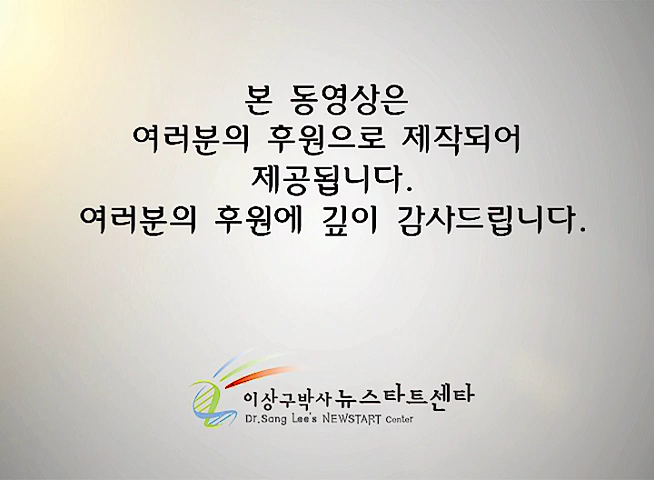 본 동영상은
여러분의 후원으로 제작되어
제공됩니다.
여러분의 후원에 깊이 감사드립니다.
이상구박사 뉴스타트센타
Dr.Sang Lee's NEWSTART Center